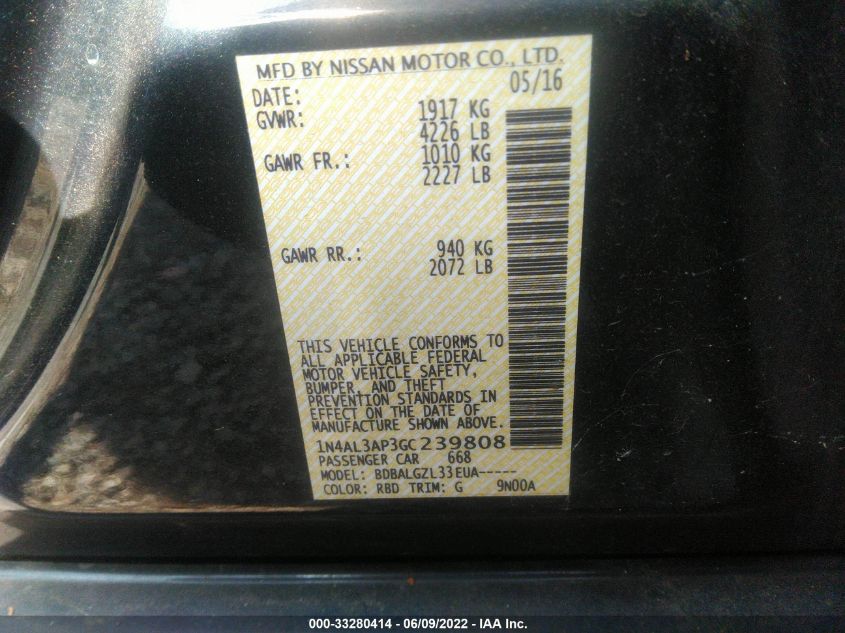 MFD BY NISSAN MOTOR CO., LTD.
DATE: 05/16
GVWR: 1917 KG
4226 LB
GAWR FR.: 1010 KG
2227 LB
GAWR RR.: 940 KG
2072 LB
THIS VEHICLE CONFORMS TO
ALL APPLICABLE FEDERAL
MOTOR VEHICLE SAFETY,
BUMPER, AND THEFT
PREVENTION STANDARDS IN
EFFECT ON THE DATE OF
MANUFACTURE SHOWN ABOVE.
1N4AL3AP3GC239808
PASSENGER CAR 668
MODEL: BDBALGZL33EUA-----
COLOR: RBD TRIM: G 9N00A
000-33280414 - 06/09/2022 - IAA Inc.